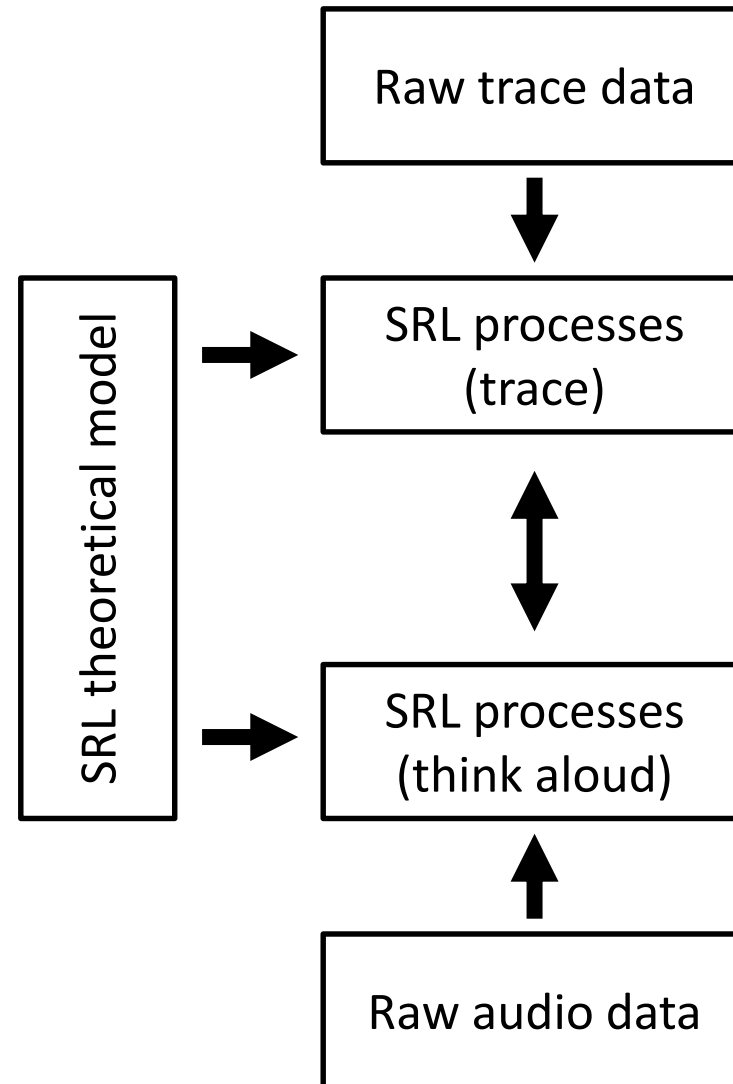 Raw trace data
SRL theoretical model
SRL processes
(trace)
SRL processes
(think aloud)
Raw audio data